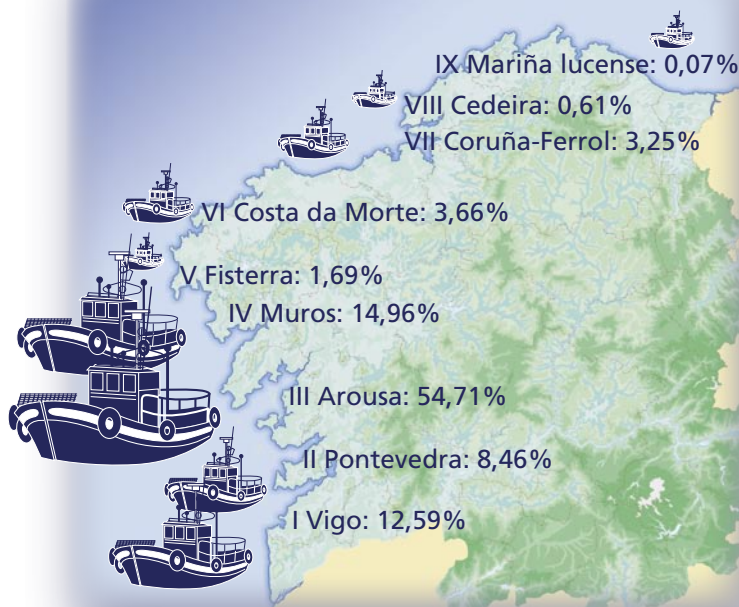 IX Mariña lucense: 0,07%
VIII Cedeira: 0,61%
VII Coruña-Ferrol: 3,25%
VI Costa da Morte: 3,66%
V Fisterra: 1,69%
IV Muros: 14,96%
III Arousa: 54,71%
II Pontevedra: 8,46%
I Vigo: 12,59%